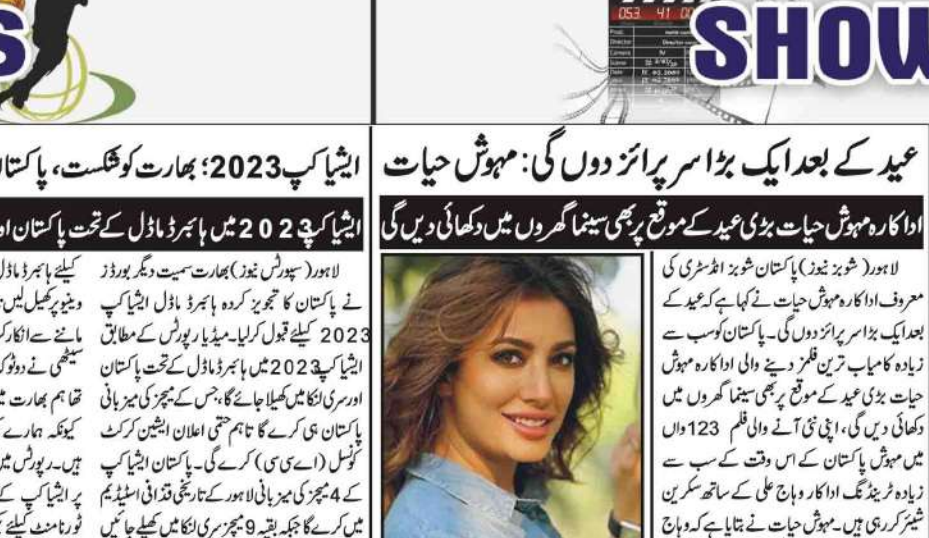 SHOW
S
عید کے بعد ایک بڑا سرپرائز دوں گی: مہوش حیات
اداکارہ مہوش حیات بڑی عید کے موقع پر بھی سینما گھروں میں دکھائی دیں گی
لاہور(شوبز نیوز)پاکستان شوبز انڈسٹری کی
معروف اداکارہ مہوش حیات نے کہا ہے کہ عید کے
بعد ایک بڑا سرپرائز دوں گی۔ پاکستان کو سب سے
زیادہ کامیاب ترین فلمز دینے والی اداکارہ مہوش
حیات بڑی عید کے موقع پر بھی سینما گھروں میں
دکھائی دیں گی، اپنی نئی آنے والی فلم 123واں
میں مہوش پاکستان کے اس وقت کے سب سے
زیادہ ٹرینڈنگ اداکار وہاج علی کے ساتھ سکرین
شیئر کر رہی ہیں۔ مہوش حیات نے بتایا ہے کہ وہاج
ایشیا کپ2023؛ بھارت کو شکست، پاکستان
ایشیا کپ2023 میں ہائبرڈ ماڈل کے تحت پاکستان او
لاہور(سپورٹس نیوز)بھارت سمیت دیگر بورڈز
نے پاکستان کا تجویز کردہ ہائبرڈ ماڈل ایشیا کپ
2023 کیلئے قبول کرلیا۔ میڈیا رپورٹس کے مطابق
ایشیا کپ2023 میں ہائبرڈ ماڈل کے تحت پاکستان
اور سری لنکا میں کھیلا جائے گا، جس کے میچز کی میزبانی
پاکستان ہی کرے گا تاہم حتمی اعلان ایشین کرکٹ
کونسل (اے سی سی) کرے گی۔ پاکستان ایشیا کپ
کے 4 میچز کی میزبانی لاہور کے تاریخی قذافی اسٹیڈیم
میں کرے گا جبکہ بقیہ 9 میچز سری لنکا میں کھیلے جائیں
کیلئے ہائبرڈ ماڈل
وینیو پر کھیل لیں
ماننے سے انکار کر
سیٹھی نے دوٹوک
تھا ہم بھارت میں
کیونکہ ہمارے
ہیں۔ رپورٹس میں
پر ایشیا کپ کے
ٹورنامنٹ کیلئے